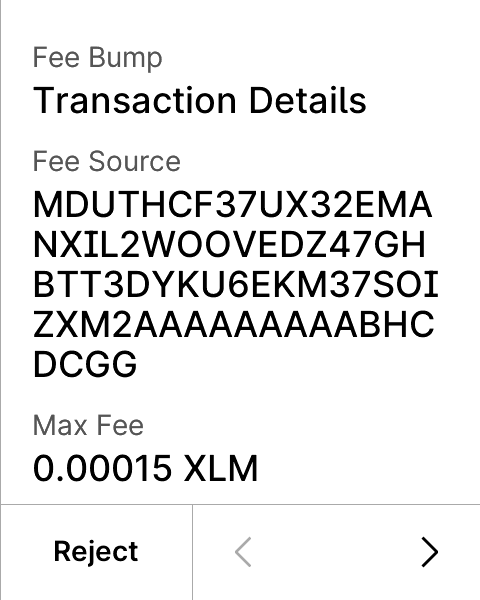 Fee Bump
Transaction Details
Fee Source
MDUTHCF37UX32EMA
NXIL2WOOVEDZ47GH
BTT3DYKU6EKM37SOI
ZXM2AAAAAAAAABHC
DCGG
Max Fee
0.00015 XLM
Reject